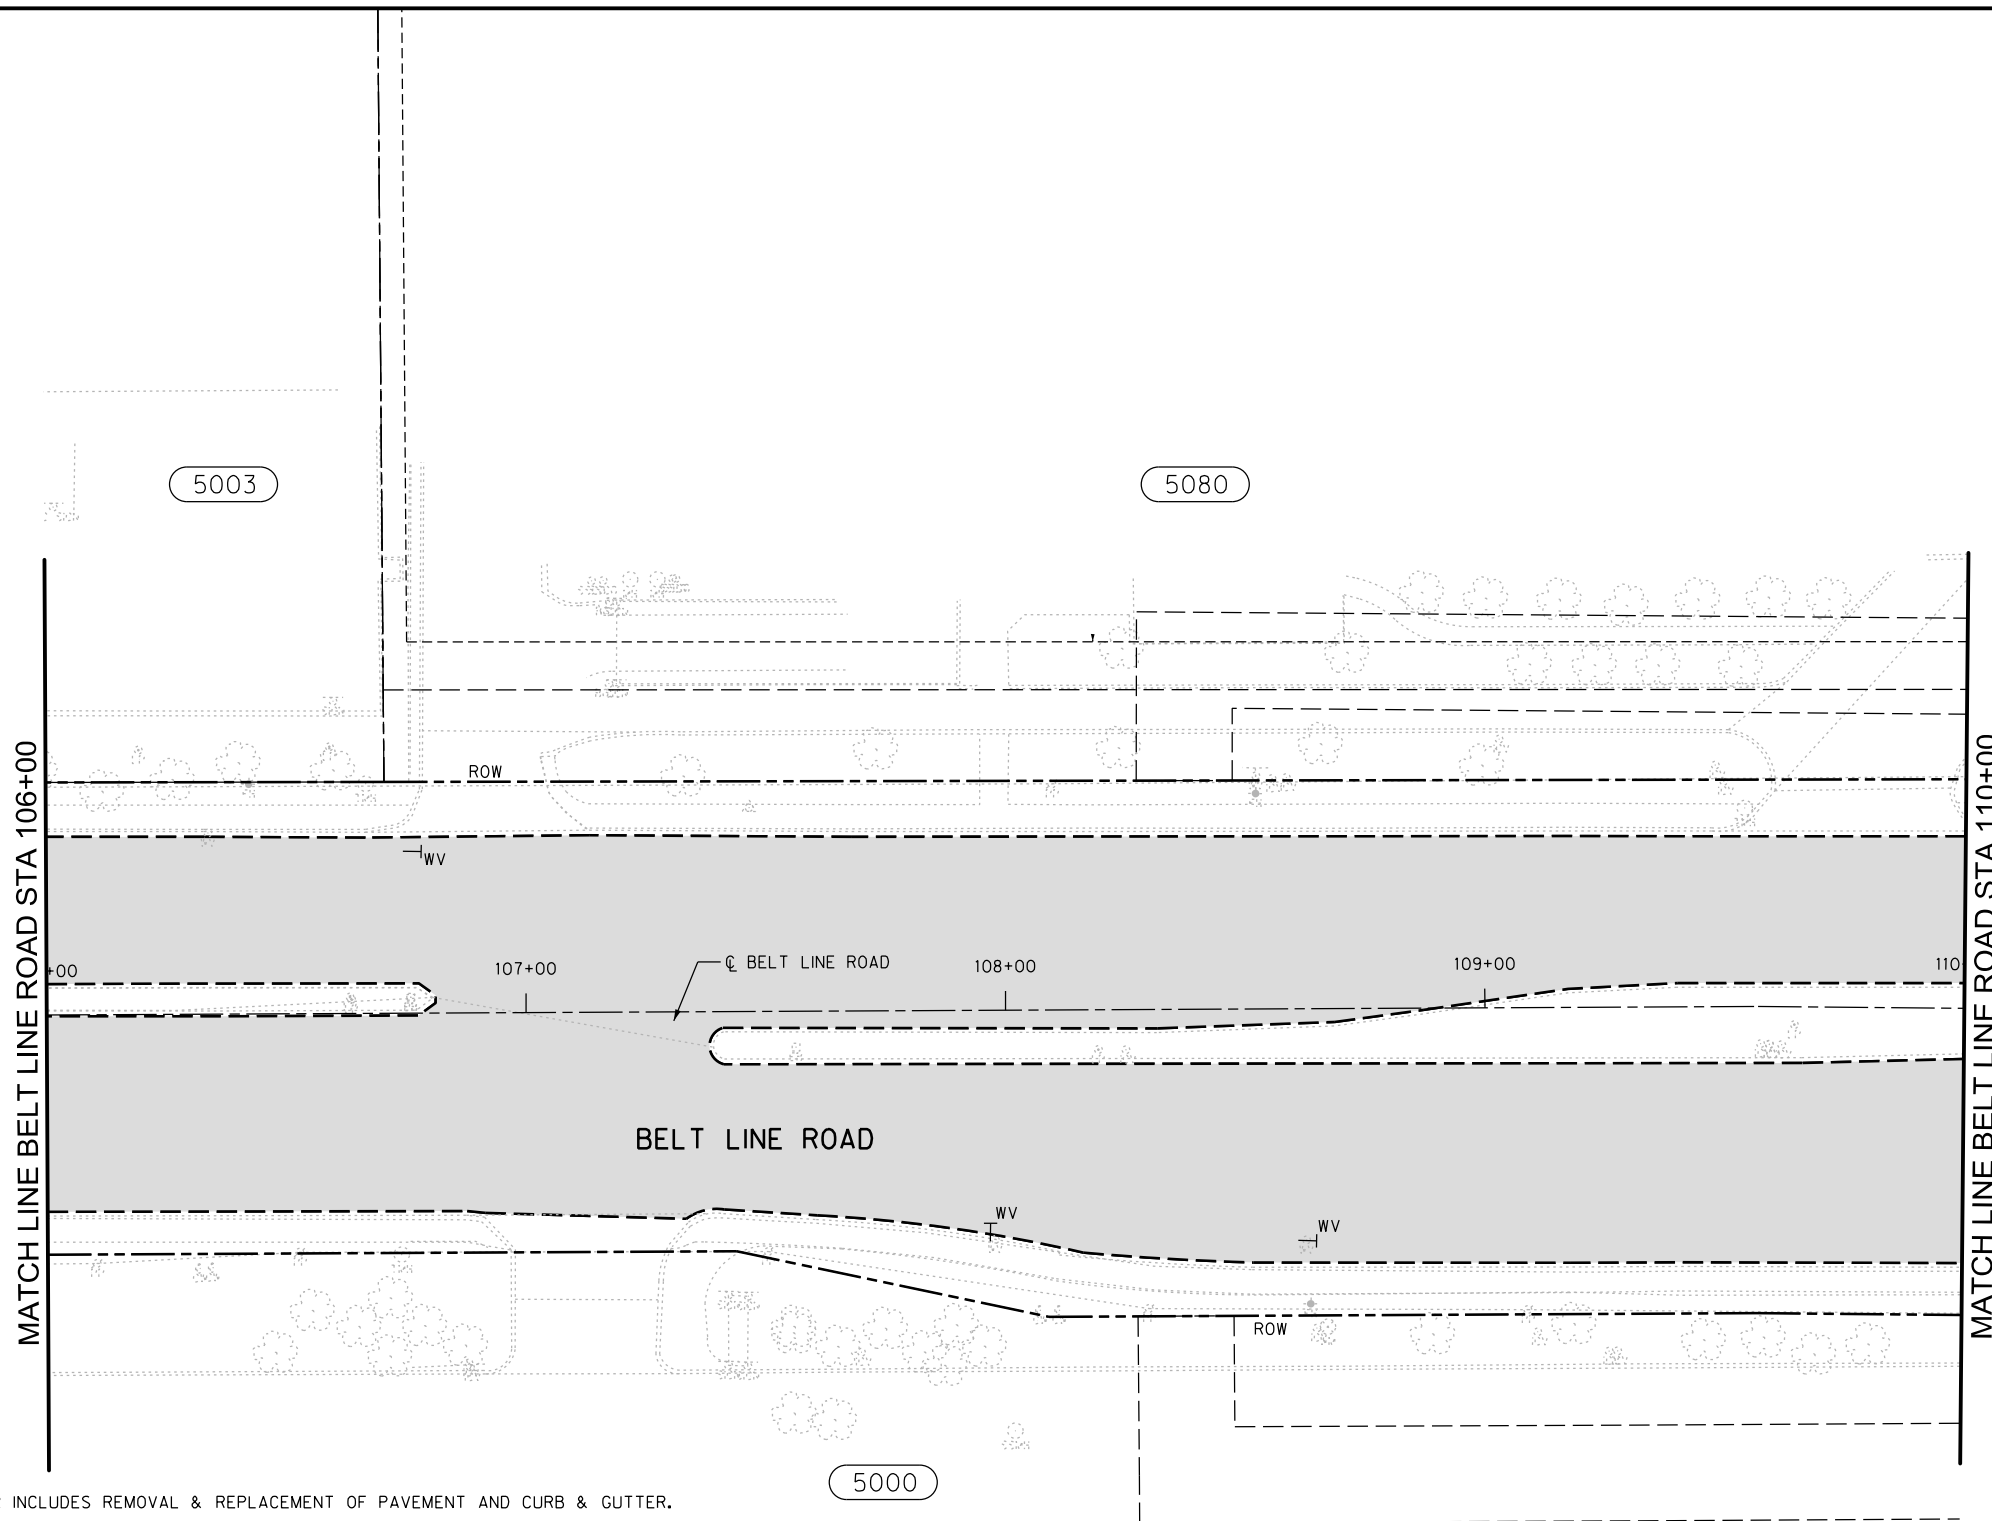 5003
5080
ROW
WV
+00
107+00
℄ BELT LINE ROAD
108+00
109+00
110
BELT LINE ROAD
WV
WV
ROW
5000
INCLUDES REMOVAL & REPLACEMENT OF PAVEMENT AND CURB & GUTTER.
MATCH LINE BELT LINE ROAD STA 106+00
MATCH LINE BELT LINE ROAD STA 110+00